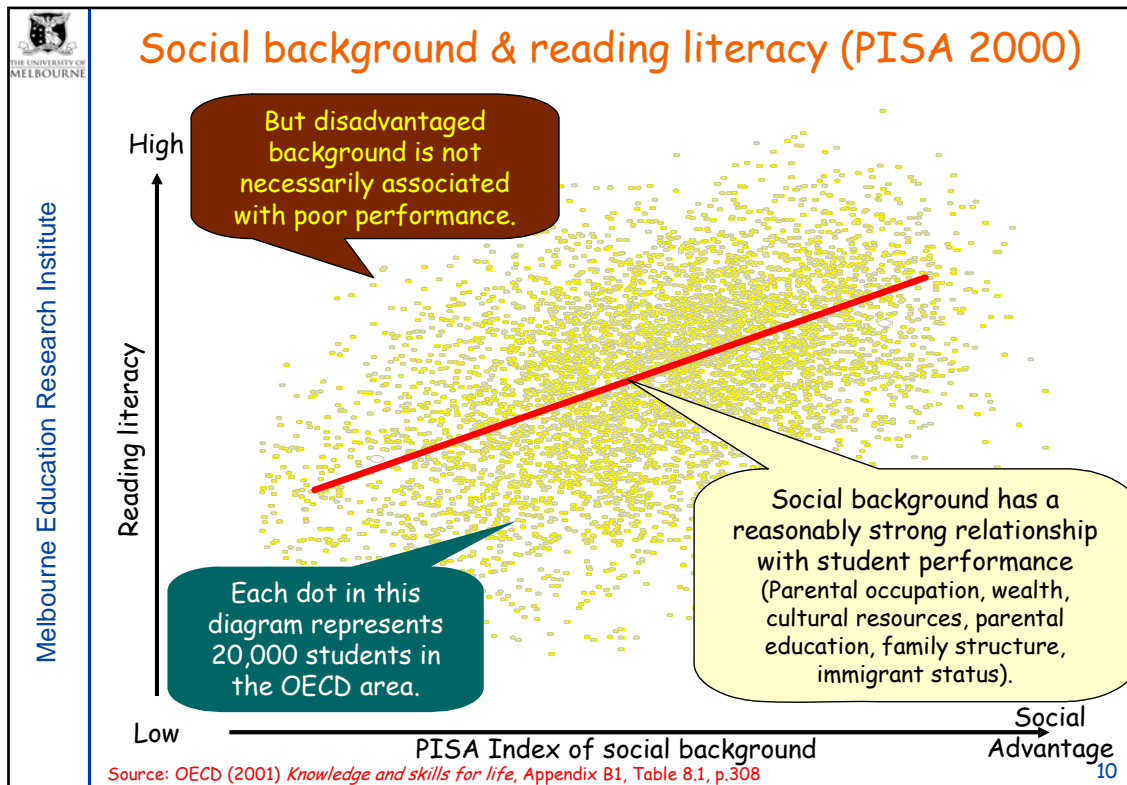 THE UNIVERSITY OF
MELBOURNE
Melbourne Education Research Institute
Social background & reading literacy (PISA 2000)
High
Reading literacy
Low
But disadvantaged
background is not
necessarily associated
with poor performance.
Each dot in this
diagram represents
20,000 students in
the OECD area.
Social background has a
reasonably strong relationship
with student performance
(Parental occupation, wealth,
cultural resources, parental
education, family structure,
immigrant status).
PISA Index of social background
Social
Advantage
Source: OECD (2001) Knowledge and skills for life, Appendix B1, Table 8.1, p.308
10